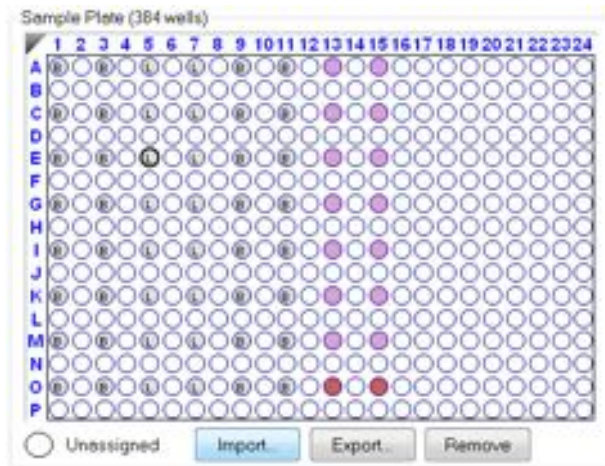 Sample Plate (384 wells)
1 2 3 4 5 6 7 8 9 10 11 12 13 14 15 16 17 18 19 20 21 22 23 24
A B B L L B B
B
C B B L L B B
D
E B B L L B B
F
G B B L L B B
H
I B B L L B B
J
K B B L L B B
L
M B B L L B B
N
O B B L L B B
P
Unassigned Import... Export... Remove